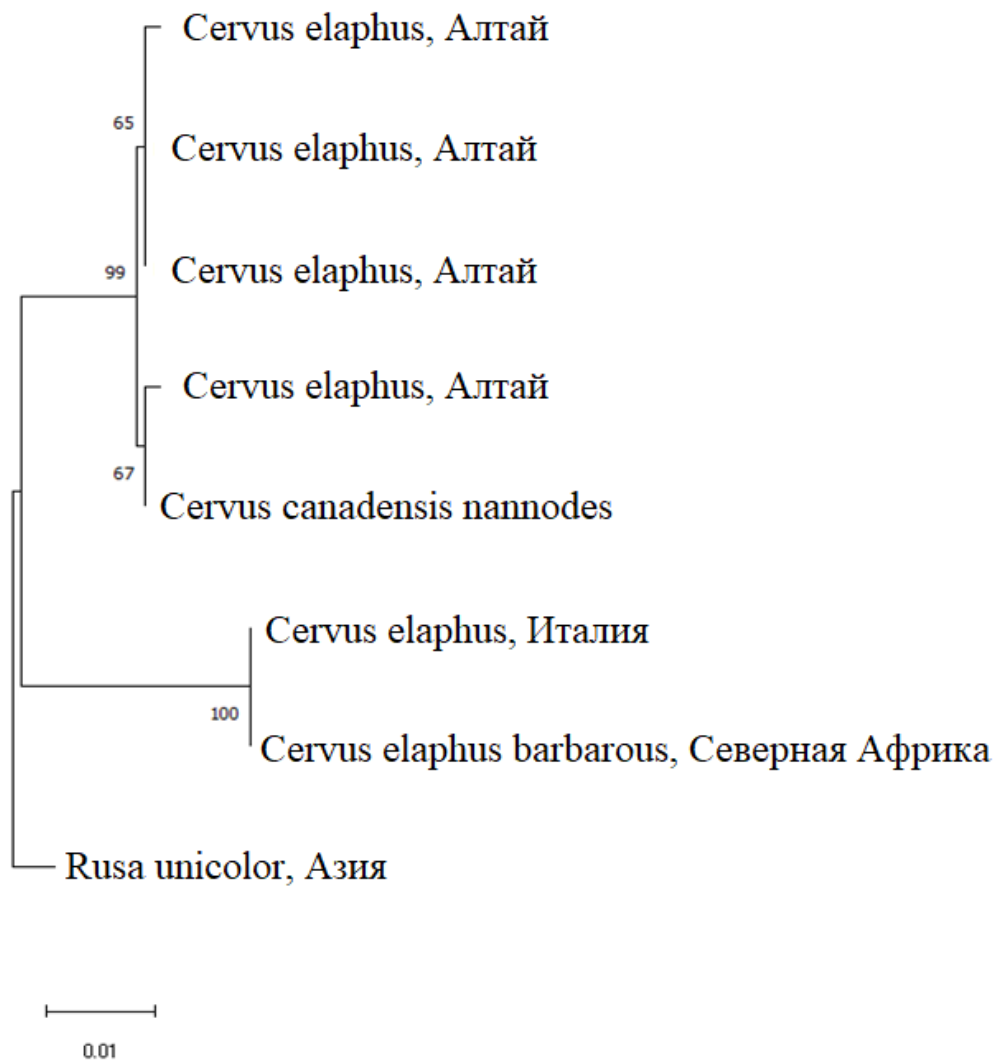 Cervus elaphus, Алтай
65
Cervus elaphus, Алтай
99
Cervus elaphus, Алтай
Cervus elaphus, Алтай
67
Cervus canadensis nannodes
Cervus elaphus, Италия
100
Cervus elaphus barbarous, Северная Африка
Rusa unicolor, Азия
0.01